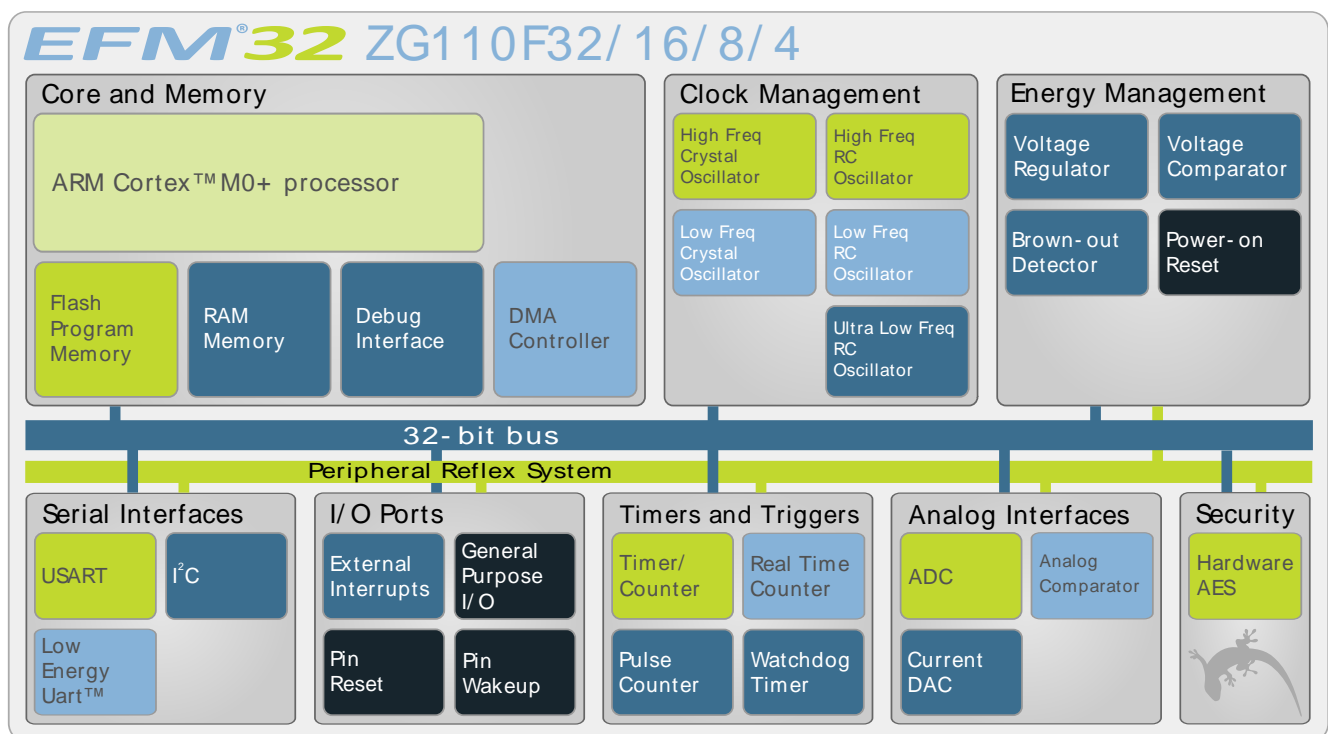 EFM®32 ZG110F32/16/8/4
Core and Memory
ARM Cortex™ M0+ processor
Flash
Program
Memory
RAM
Memory
Debug
Interface
DMA
Controller
Clock Management
High Freq
Crystal
Oscillator
High Freq
RC
Oscillator
Low Freq
Crystal
Oscillator
Low Freq
RC
Oscillator
Ultra Low Freq
RC
Oscillator
Energy Management
Voltage
Regulator
Voltage
Comparator
Brown-out
Detector
Power-on
Reset
32-bit bus
Peripheral Reflex System
Serial Interfaces
USART
I²C
Low
Energy
Uart™
I/O Ports
External
Interrupts
General
Purpose
I/O
Pin
Reset
Pin
Wakeup
Timers and Triggers
Timer/
Counter
Real Time
Counter
Pulse
Counter
Watchdog
Timer
Analog Interfaces
ADC
Analog
Comparator
Current
DAC
Security
Hardware
AES